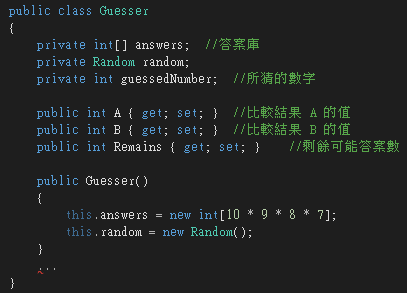 public class Guesser
{
    private int[] answers;  //答案庫
    private Random random;
    private int guessedNumber;  //所猜的數字

    public int A { get; set; }  //比較結果 A 的值
    public int B { get; set; }  //比較結果 B 的值
    public int Remains { get; set; }    //剩餘可能答案數

    public Guesser()
    {
        this.answers = new int[10 * 9 * 8 * 7];
        this.random = new Random();
    }
    ...
}